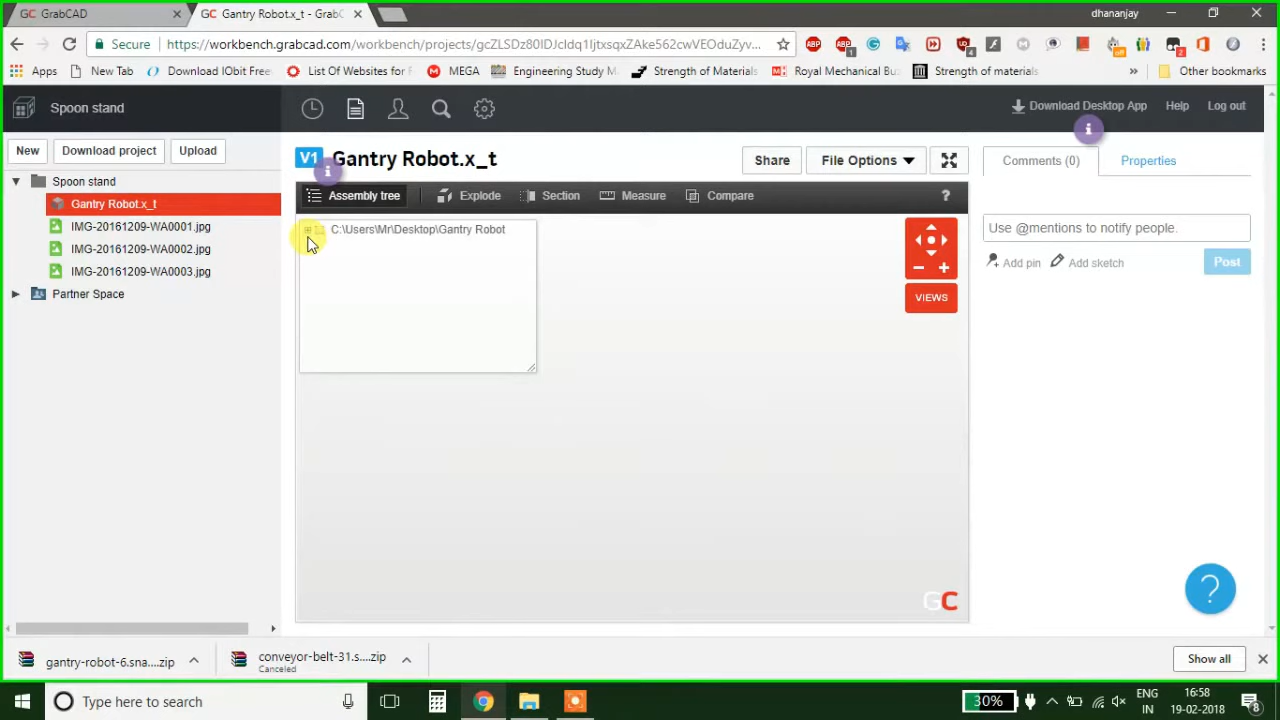 GC GrabCAD
GC Gantry Robot.x_t - GrabC
dhananjay
Secure https://workbench.grabcad.com/workbench/projects/
Apps New Tab Download IObit Free List Of Websites for F MEGA Engineering Study M Strength of Materials Royal Mechanical Bu Strength of materials » Other bookmarks
Spoon stand
Download Desktop App Help Log out
New Download project Upload
V1 Gantry Robot.x_t
Share File Options
Comments (0) Properties
Spoon stand
Gantry Robot.x_t
IMG-20161209-WA0001.jpg
IMG-20161209-WA0002.jpg
IMG-20161209-WA0003.jpg
Partner Space
Assembly tree Explode Section Measure Compare ?
C:\Users\Mr\Desktop\Gantry Robot
VIEWS
Use @mentions to notify people.
Add pin Add sketch Post
GC
?
gantry-robot-6.sna....zip
conveyor-belt-31.s....zip
Canceled
Show all
Type here to search
30%
ENG
IN
16:58
19-02-2018
8